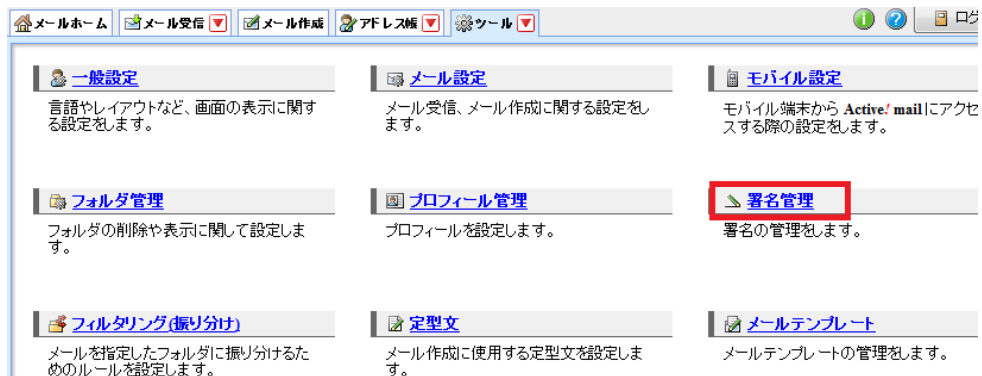 メールホーム メール受信 メール作成 アドレス帳 ツール
一般設定 メール設定 モバイル設定
言語やレイアウトなど、画面の表示に関す
る設定をします。
メール受信、メール作成に関する設定をし
ます。
モバイル端末から Active! mail にアクセ
スする際の設定をします。
フォルダ管理 プロフィール管理 署名管理
フォルダの削除や表示に関して設定しま
す。
プロフィールを設定します。
署名の管理をします。
フィルタリング(振り分け) 定型文 メールテンプレート
メールを指定したフォルダに振り分けるた
めのルールを設定します。
メール作成に使用する定型文を設定しま
す。
メールテンプレートの管理をします。